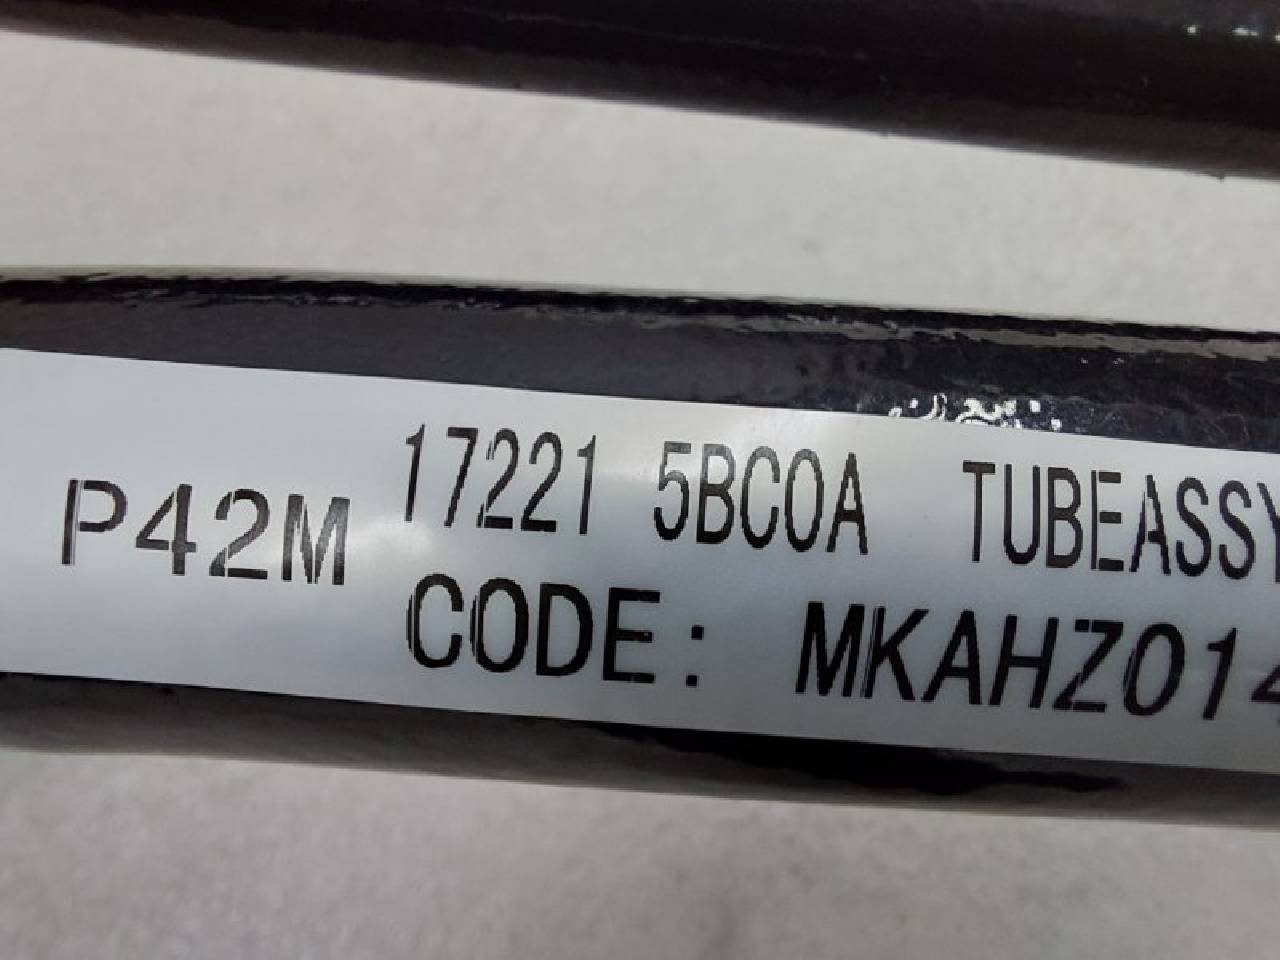 P42M
17221 5BC0A TUBEASSY
CODE: MKAHZ014